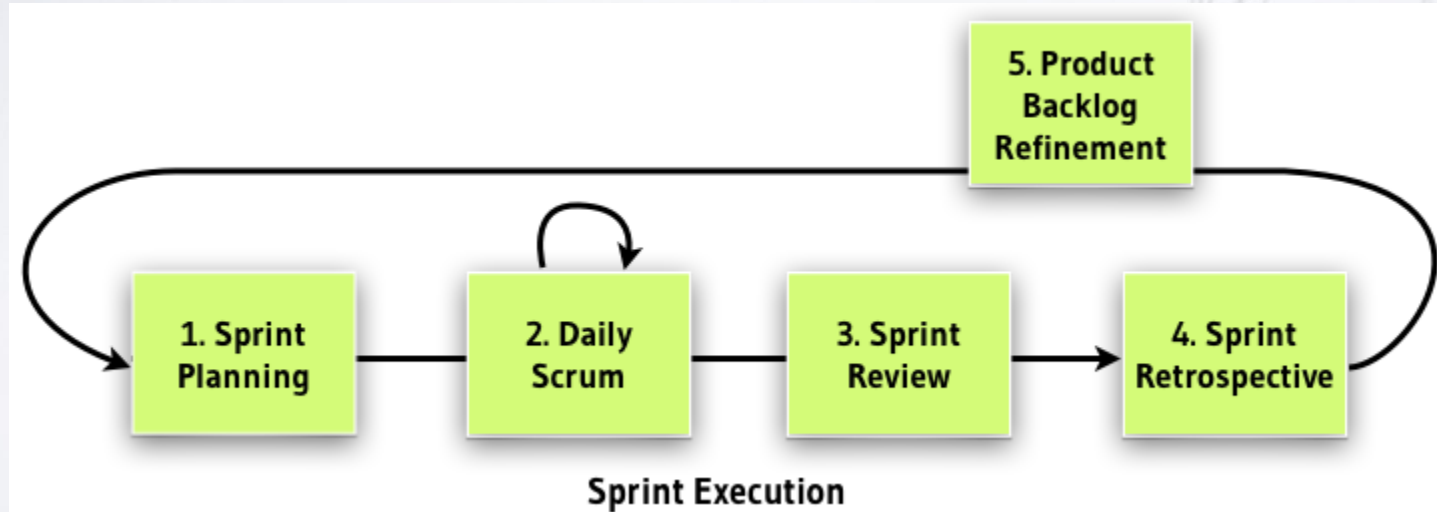 5. Product
Backlog
Refinement
1. Sprint
Planning
2. Daily
Scrum
3. Sprint
Review
4. Sprint
Retrospective
Sprint Execution